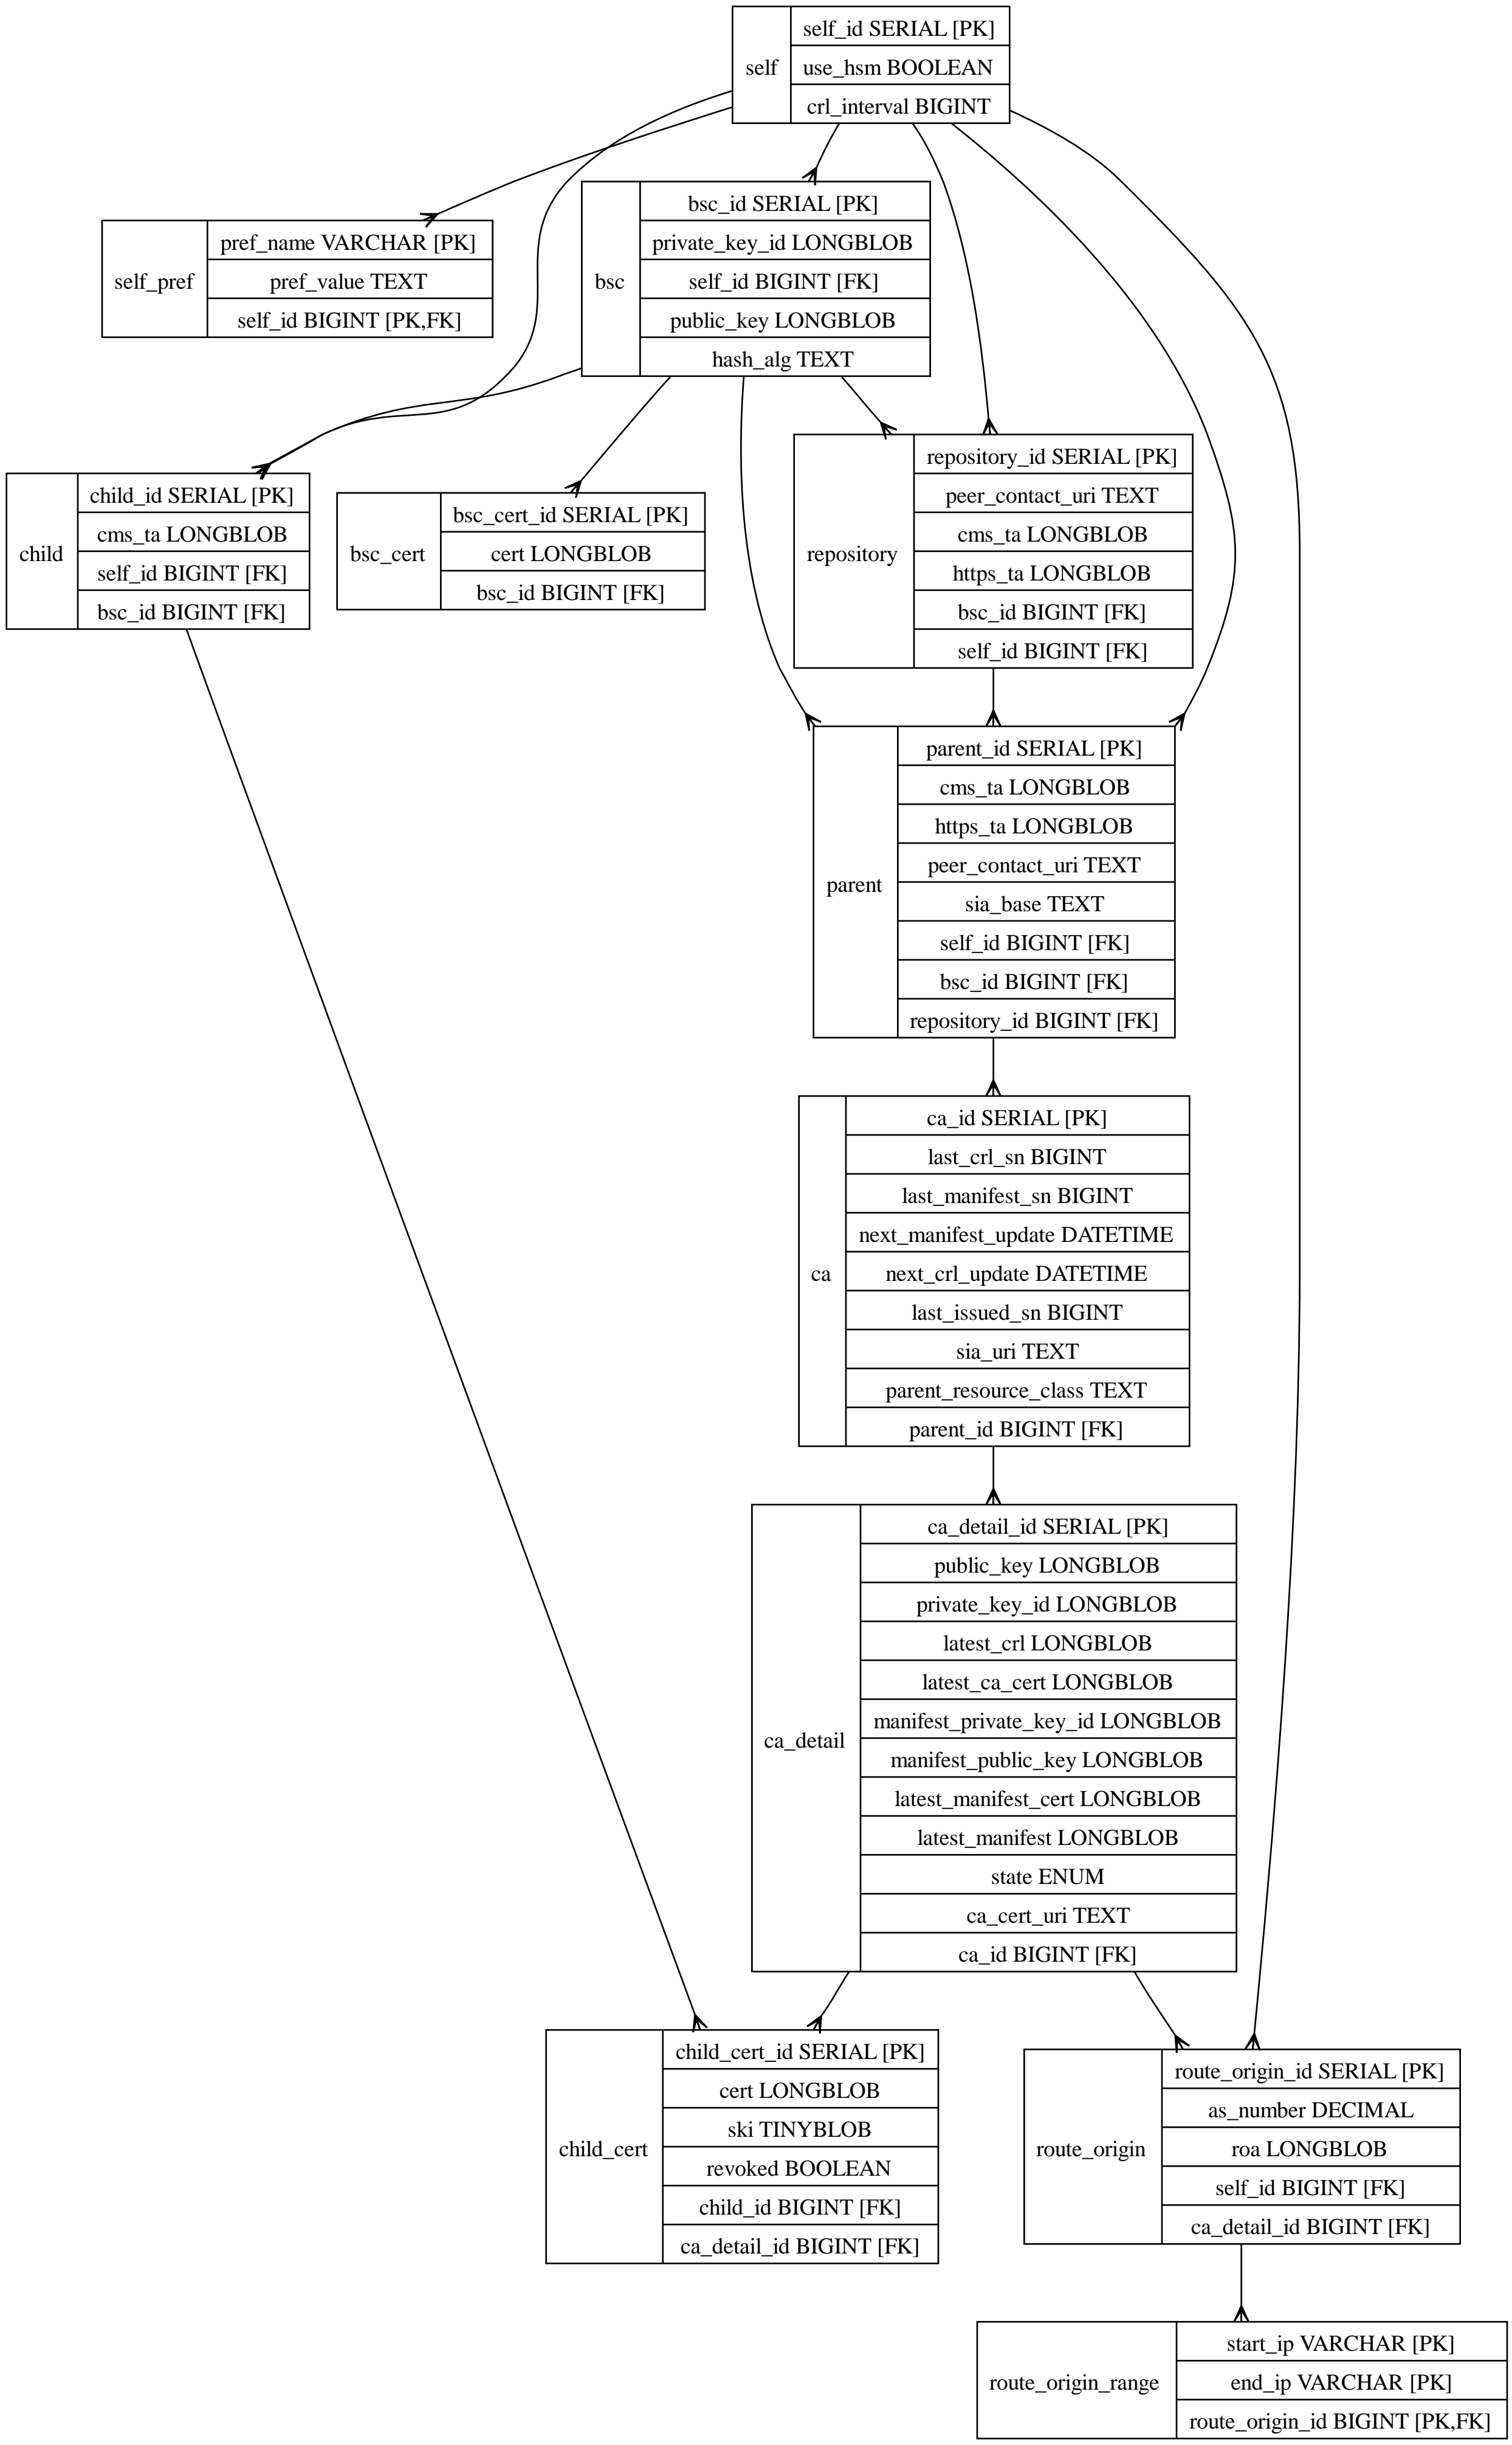 self
self_id SERIAL [PK]
use_hsm BOOLEAN
crl_interval BIGINT
bsc
bsc_id SERIAL [PK]
private_key_id LONGBLOB
self_id BIGINT [FK]
public_key LONGBLOB
hash_alg TEXT
self_pref
pref_name VARCHAR [PK]
pref_value TEXT
self_id BIGINT [PK,FK]
child
child_id SERIAL [PK]
cms_ta LONGBLOB
self_id BIGINT [FK]
bsc_id BIGINT [FK]
bsc_cert
bsc_cert_id SERIAL [PK]
cert LONGBLOB
bsc_id BIGINT [FK]
repository
repository_id SERIAL [PK]
peer_contact_uri TEXT
cms_ta LONGBLOB
https_ta LONGBLOB
bsc_id BIGINT [FK]
self_id BIGINT [FK]
parent
parent_id SERIAL [PK]
cms_ta LONGBLOB
https_ta LONGBLOB
peer_contact_uri TEXT
sia_base TEXT
self_id BIGINT [FK]
bsc_id BIGINT [FK]
repository_id BIGINT [FK]
ca
ca_id SERIAL [PK]
last_crl_sn BIGINT
last_manifest_sn BIGINT
next_manifest_update DATETIME
next_crl_update DATETIME
last_issued_sn BIGINT
sia_uri TEXT
parent_resource_class TEXT
parent_id BIGINT [FK]
ca_detail
ca_detail_id SERIAL [PK]
public_key LONGBLOB
private_key_id LONGBLOB
latest_crl LONGBLOB
latest_ca_cert LONGBLOB
manifest_private_key_id LONGBLOB
manifest_public_key LONGBLOB
latest_manifest_cert LONGBLOB
latest_manifest LONGBLOB
state ENUM
ca_cert_uri TEXT
ca_id BIGINT [FK]
child_cert
child_cert_id SERIAL [PK]
cert LONGBLOB
ski TINYBLOB
revoked BOOLEAN
child_id BIGINT [FK]
ca_detail_id BIGINT [FK]
route_origin
route_origin_id SERIAL [PK]
as_number DECIMAL
roa LONGBLOB
self_id BIGINT [FK]
ca_detail_id BIGINT [FK]
route_origin_range
start_ip VARCHAR [PK]
end_ip VARCHAR [PK]
route_origin_id BIGINT [PK,FK]